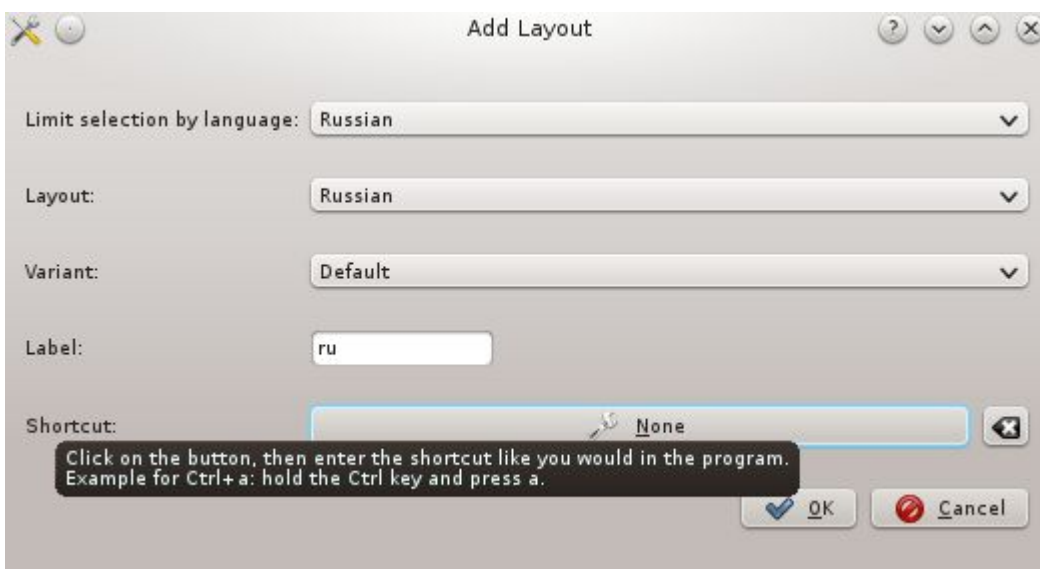 Add Layout
Limit selection by language: Russian
Layout: Russian
Variant: Default
Label: ru
Shortcut: None
Click on the button, then enter the shortcut like you would in the program.
Example for Ctrl+a: hold the Ctrl key and press a.
OK Cancel